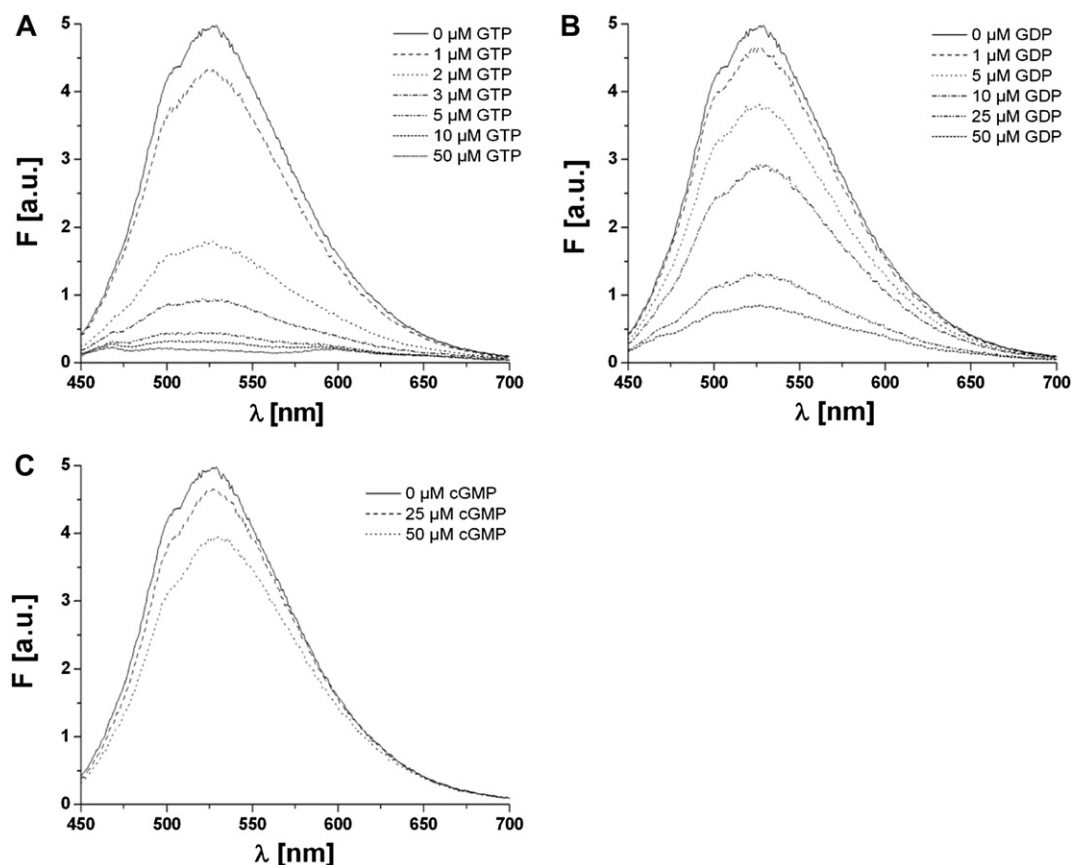 A
5
4
3
2
1
0
F [a.u.]
450 500 550 600 650 700
λ [nm]
0 μM GTP
1 μM GTP
2 μM GTP
3 μM GTP
5 μM GTP
10 μM GTP
50 μM GTP
B
5
4
3
2
1
0
F [a.u.]
450 500 550 600 650 700
λ [nm]
0 μM GDP
1 μM GDP
5 μM GDP
10 μM GDP
25 μM GDP
50 μM GDP
C
5
4
3
2
1
0
F [a.u.]
450 500 550 600 650 700
λ [nm]
0 μM cGMP
25 μM cGMP
50 μM cGMP